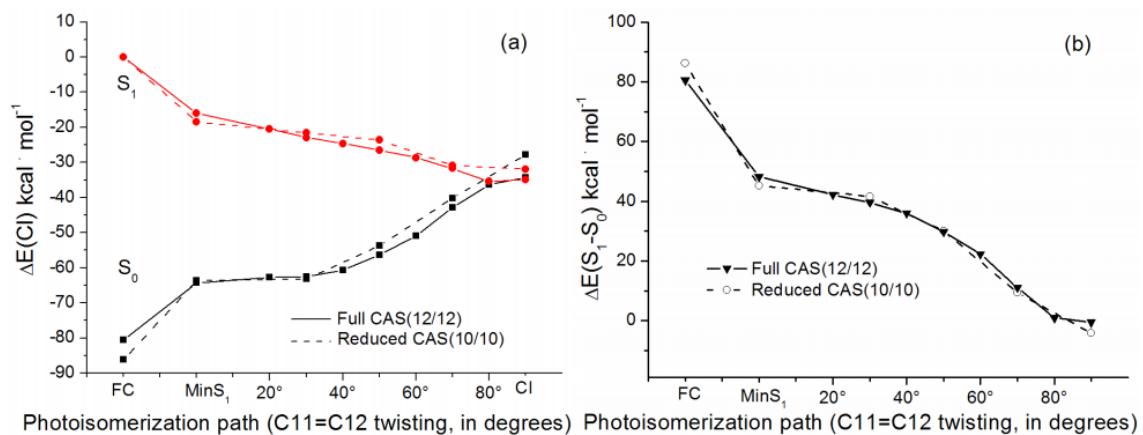 (a)
ΔE(CI) kcal · mol⁻¹
10
0
-10
-20
-30
-40
-50
-60
-70
-80
-90
S₁
S₀
Full CAS(12/12)
Reduced CAS(10/10)
FC
MinS₁
20°
40°
60°
80°
CI
Photoisomerization path (C11=C12 twisting, in degrees)
(b)
ΔE(S₁-S₀) kcal · mol⁻¹
100
80
60
40
20
0
Full CAS(12/12)
Reduced CAS(10/10)
FC
MinS₁
20°
40°
60°
80°
Photoisomerization path (C11=C12 twisting, in degrees)